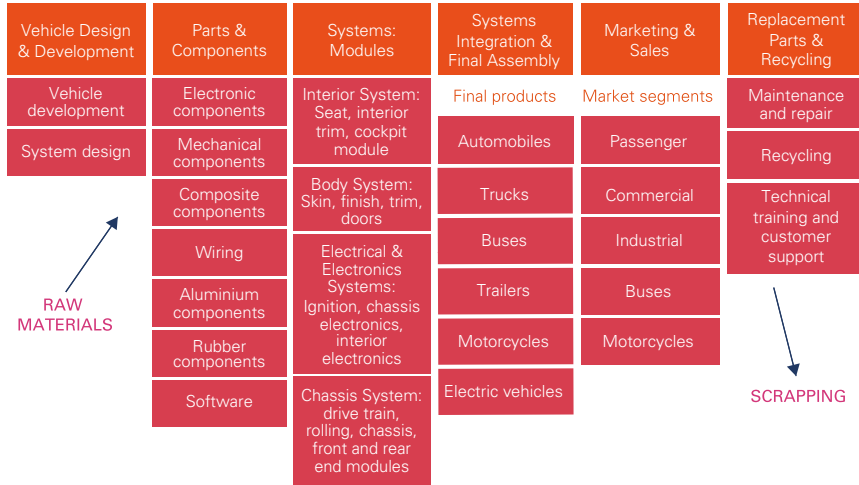 Vehicle Design
& Development
Vehicle
development
System design
RAW
MATERIALS
Parts &
Components
Electronic
components
Mechanical
components
Composite
components
Wiring
Aluminium
components
Rubber
components
Software
Systems:
Modules
Interior System:
Seat, interior
trim, cockpit
module
Body System:
Skin, finish, trim,
doors
Electrical &
Electronics
Systems:
Ignition, chassis
electronics,
interior
electronics
Chassis System:
drive train,
rolling, chassis,
front and rear
end modules
Systems
Integration &
Final Assembly
Final products
Automobiles
Trucks
Buses
Trailers
Motorcycles
Electric vehicles
Marketing &
Sales
Market segments
Passenger
Commercial
Industrial
Buses
Motorcycles
Replacement
Parts &
Recycling
Maintenance
and repair
Recycling
Technical
training and
customer
support
SCRAPPING